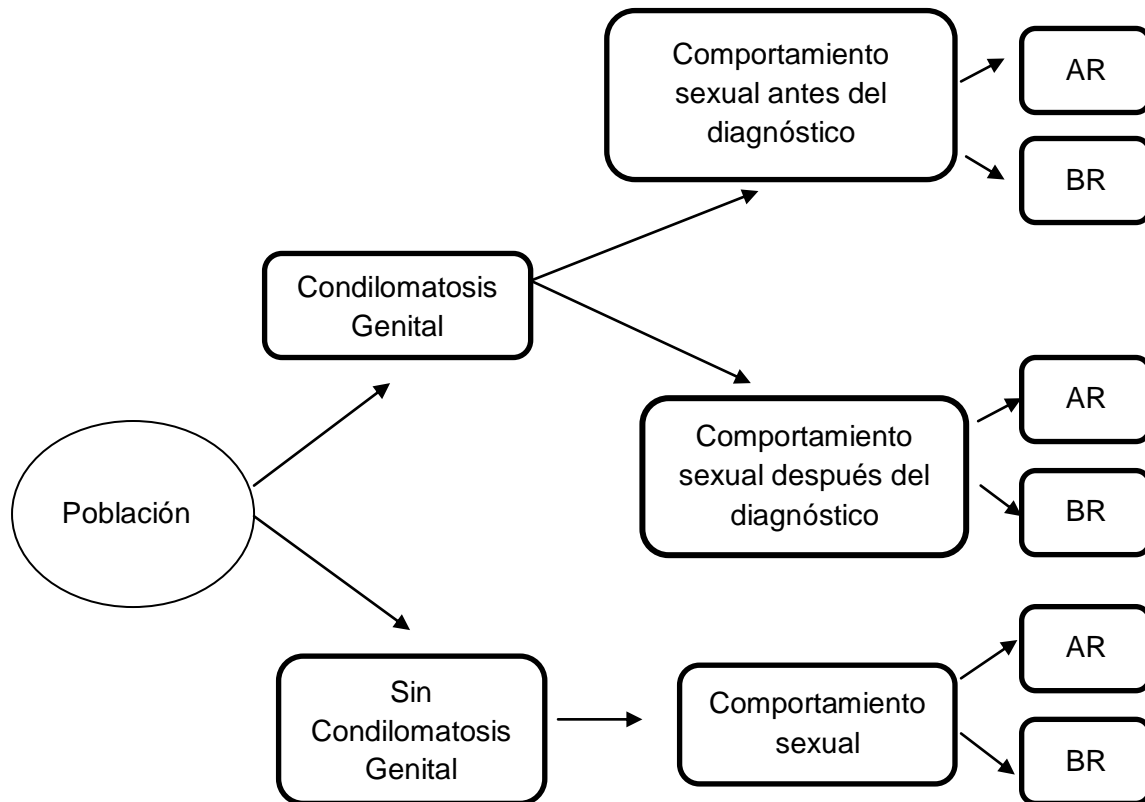 Comportamiento
sexual antes del
diagnóstico
AR
BR
Condilomatosis
Genital
Comportamiento
sexual después del
diagnóstico
AR
BR
Población
Sin
Condilomatosis
Genital
Comportamiento
sexual
AR
BR